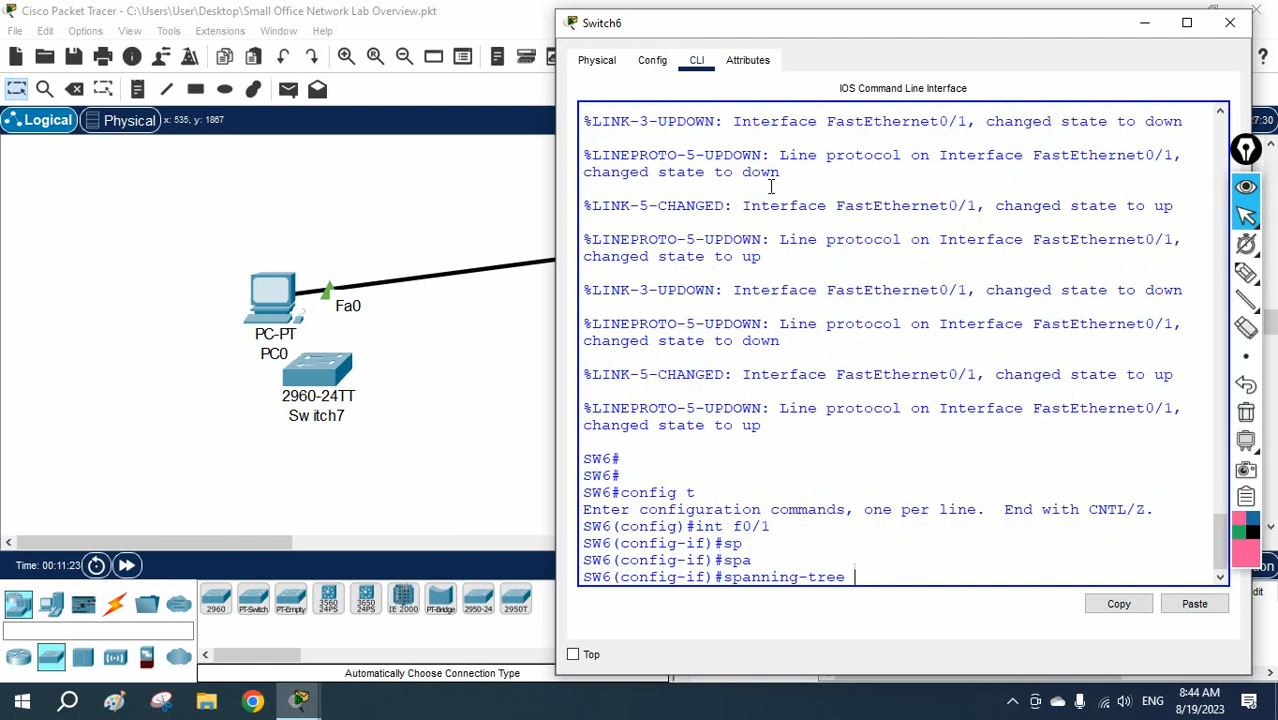 Cisco Packet Tracer - C:\Users\User\Desktop\Small Office Network Lab Overview.pkt
File Edit Options View Tools Extensions Window Help
Logical Physical x: 535, y: 1867
Fa0
PC-PT
PC0
2960-24TT
Switch7
Time: 00:11:23
2960 PT-Switch PT-Empty 3560 24PS 3650 24PS IE 2000 PT-Bridge 2950-24 2950T
Automatically Choose Connection Type
Switch6
Physical Config CLI Attributes
IOS Command Line Interface
%LINK-3-UPDOWN: Interface FastEthernet0/1, changed state to down
%LINEPROTO-5-UPDOWN: Line protocol on Interface FastEthernet0/1,
changed state to down
%LINK-5-CHANGED: Interface FastEthernet0/1, changed state to up
%LINEPROTO-5-UPDOWN: Line protocol on Interface FastEthernet0/1,
changed state to up
%LINK-3-UPDOWN: Interface FastEthernet0/1, changed state to down
%LINEPROTO-5-UPDOWN: Line protocol on Interface FastEthernet0/1,
changed state to down
%LINK-5-CHANGED: Interface FastEthernet0/1, changed state to up
%LINEPROTO-5-UPDOWN: Line protocol on Interface FastEthernet0/1,
changed state to up
SW6#
SW6#
SW6#config t
Enter configuration commands, one per line. End with CNTL/Z.
SW6(config)#int f0/1
SW6(config-if)#sp
SW6(config-if)#spa
SW6(config-if)#spanning-tree
Copy Paste
Top
27:30
8:44 AM
ENG
8/19/2023